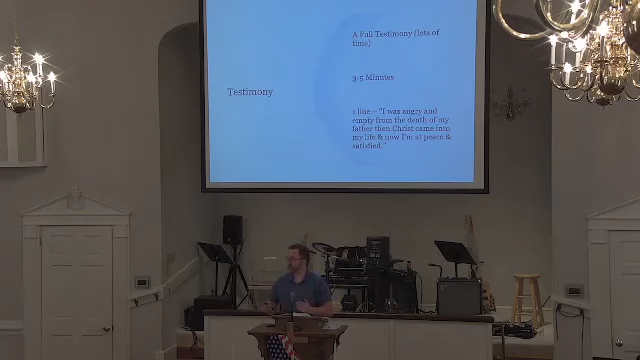 A Full Testimony (lots of
time)
3-5 Minutes
Testimony
1 line – "I was angry and
empty from the death of my
father then Christ came into
my life & now I'm at peace &
satisfied."